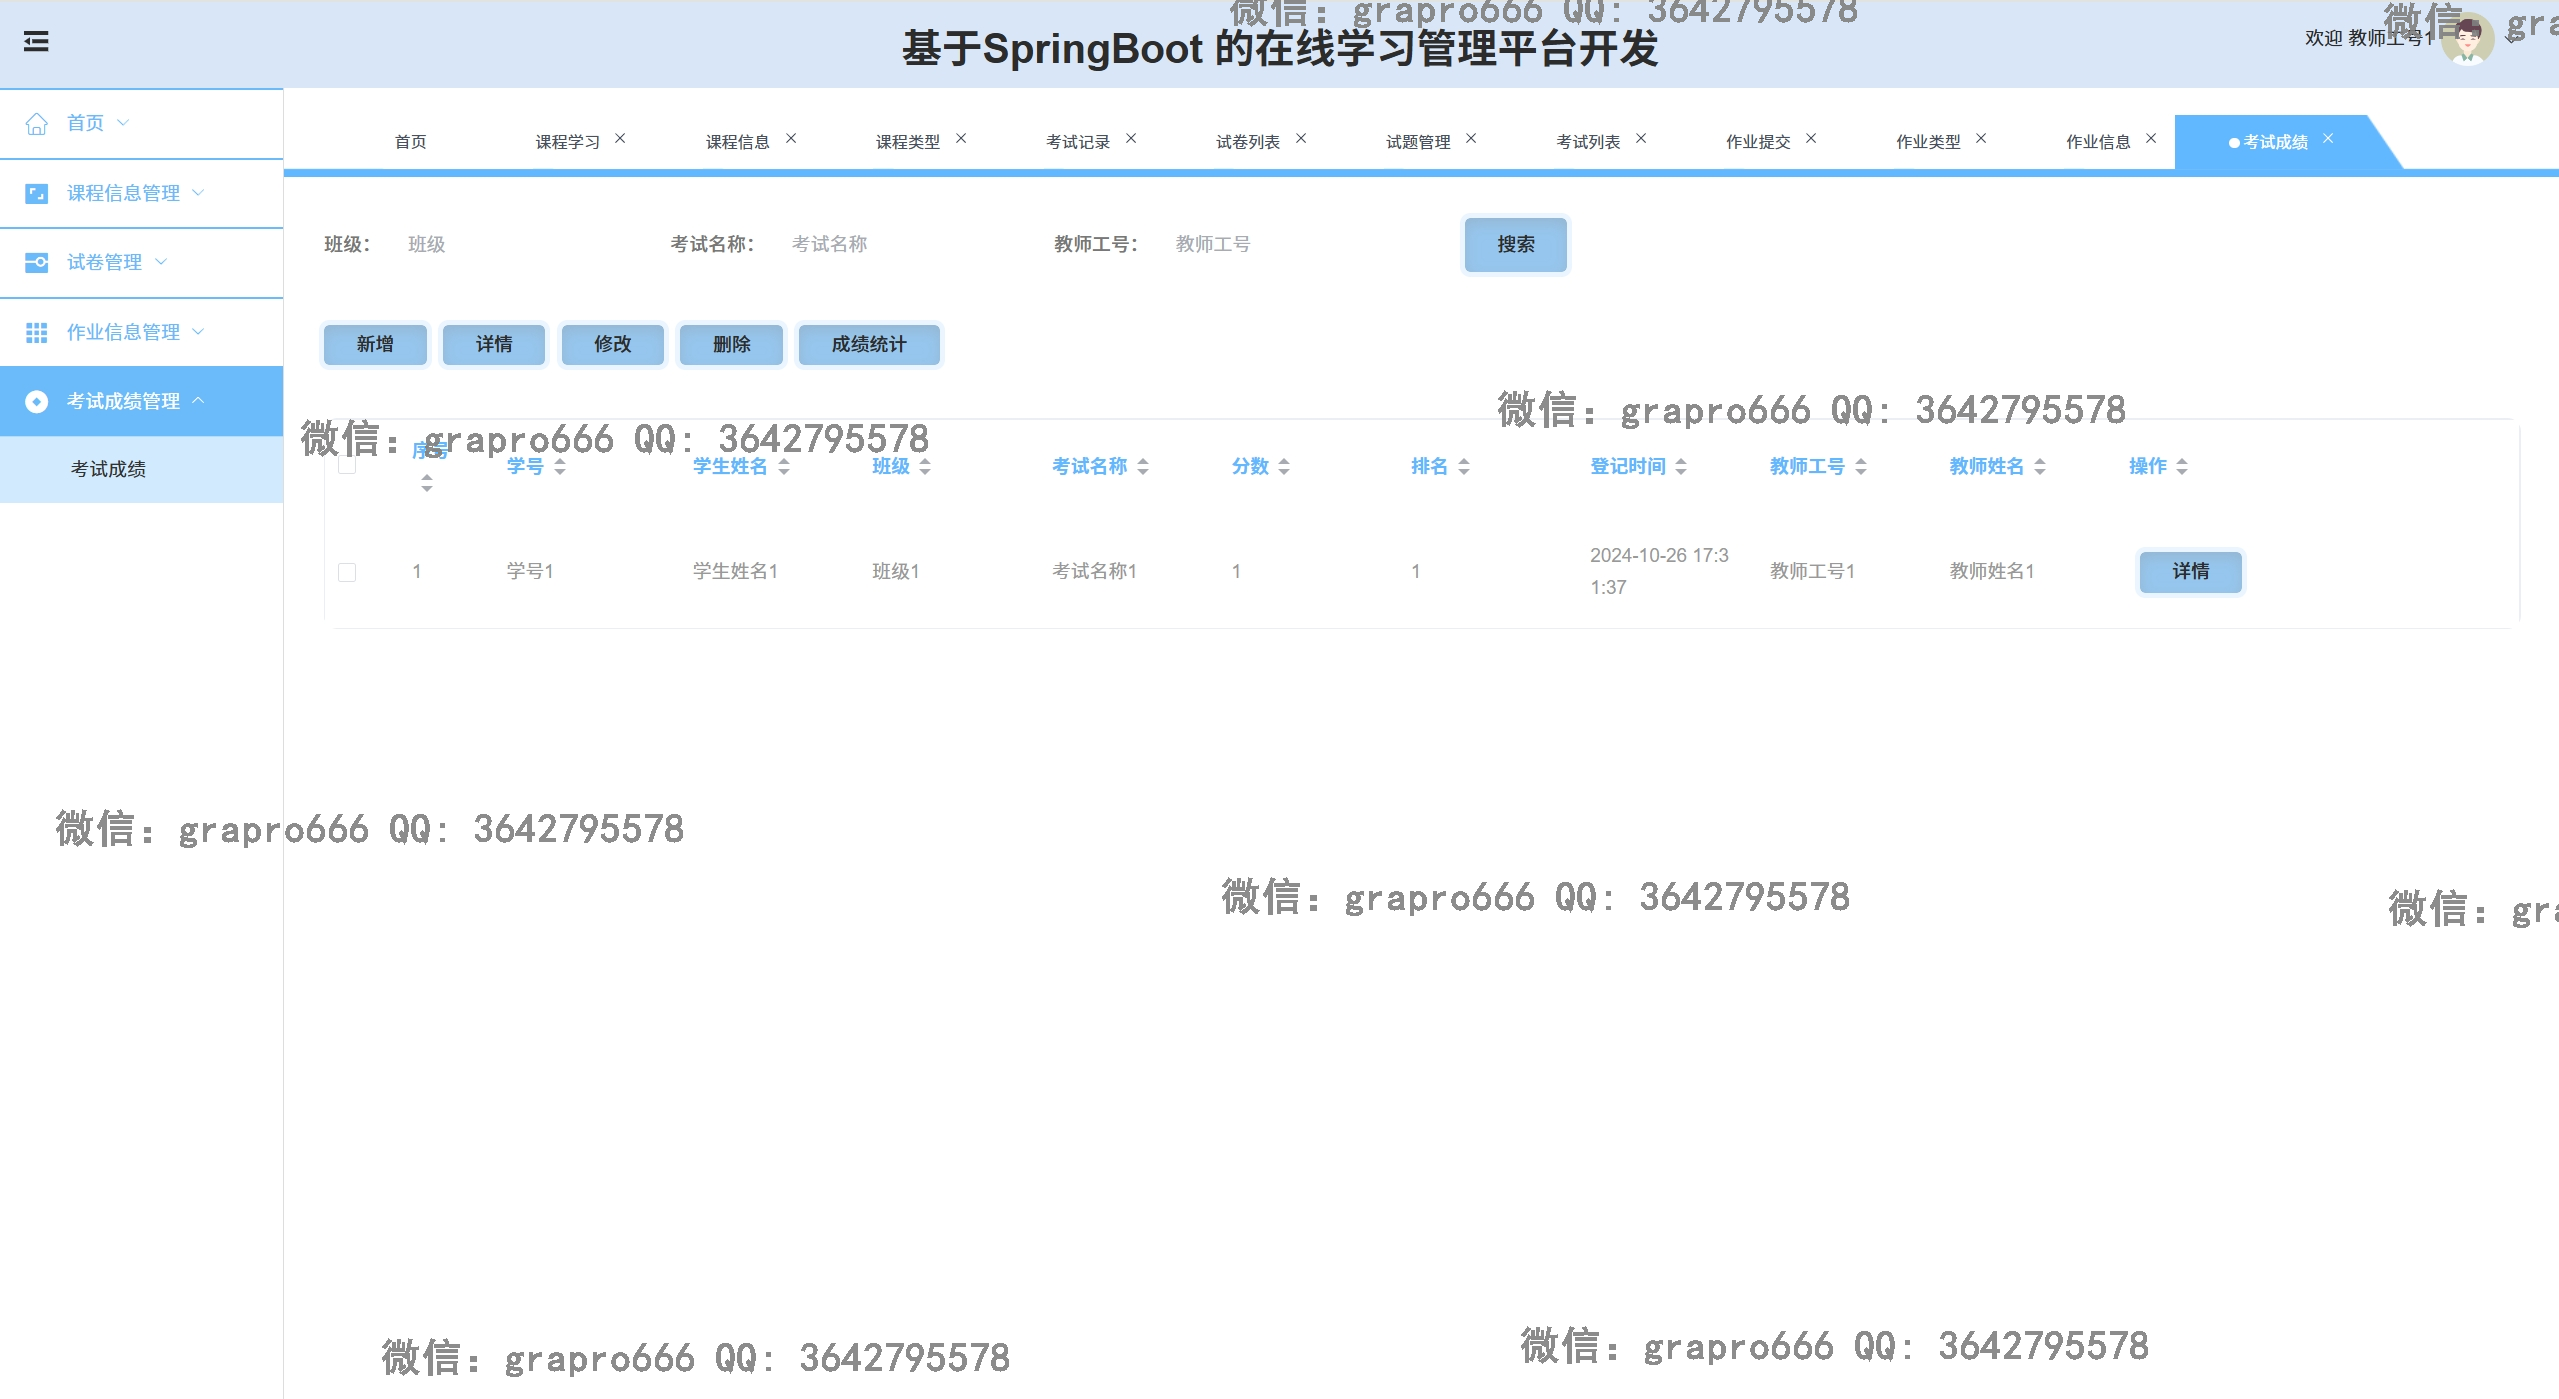 微信: grapro666 QQ: 3642795578
微信: gra
基于SpringBoot 的在线学习管理平台开发
欢迎 教师工号1
首页
课程信息管理
试卷管理
作业信息管理
考试成绩管理
考试成绩
首页 课程学习 课程信息 课程类型 考试记录 试卷列表 试题管理 考试列表 作业提交 作业类型 作业信息 考试成绩
班级: 班级 考试名称: 考试名称 教师工号: 教师工号 搜索
新增 详情 修改 删除 成绩统计
微信: grapro666 QQ: 3642795578
微信: grapro666 QQ: 3642795578
序号 学号 学生姓名 班级 考试名称 分数 排名 登记时间 教师工号 教师姓名 操作
1 学号1 学生姓名1 班级1 考试名称1 1 1 2024-10-26 17:3
1:37 教师工号1 教师姓名1 详情
微信: grapro666 QQ: 3642795578
微信: grapro666 QQ: 3642795578
微信: gra
微信: grapro666 QQ: 3642795578
微信: grapro666 QQ: 3642795578